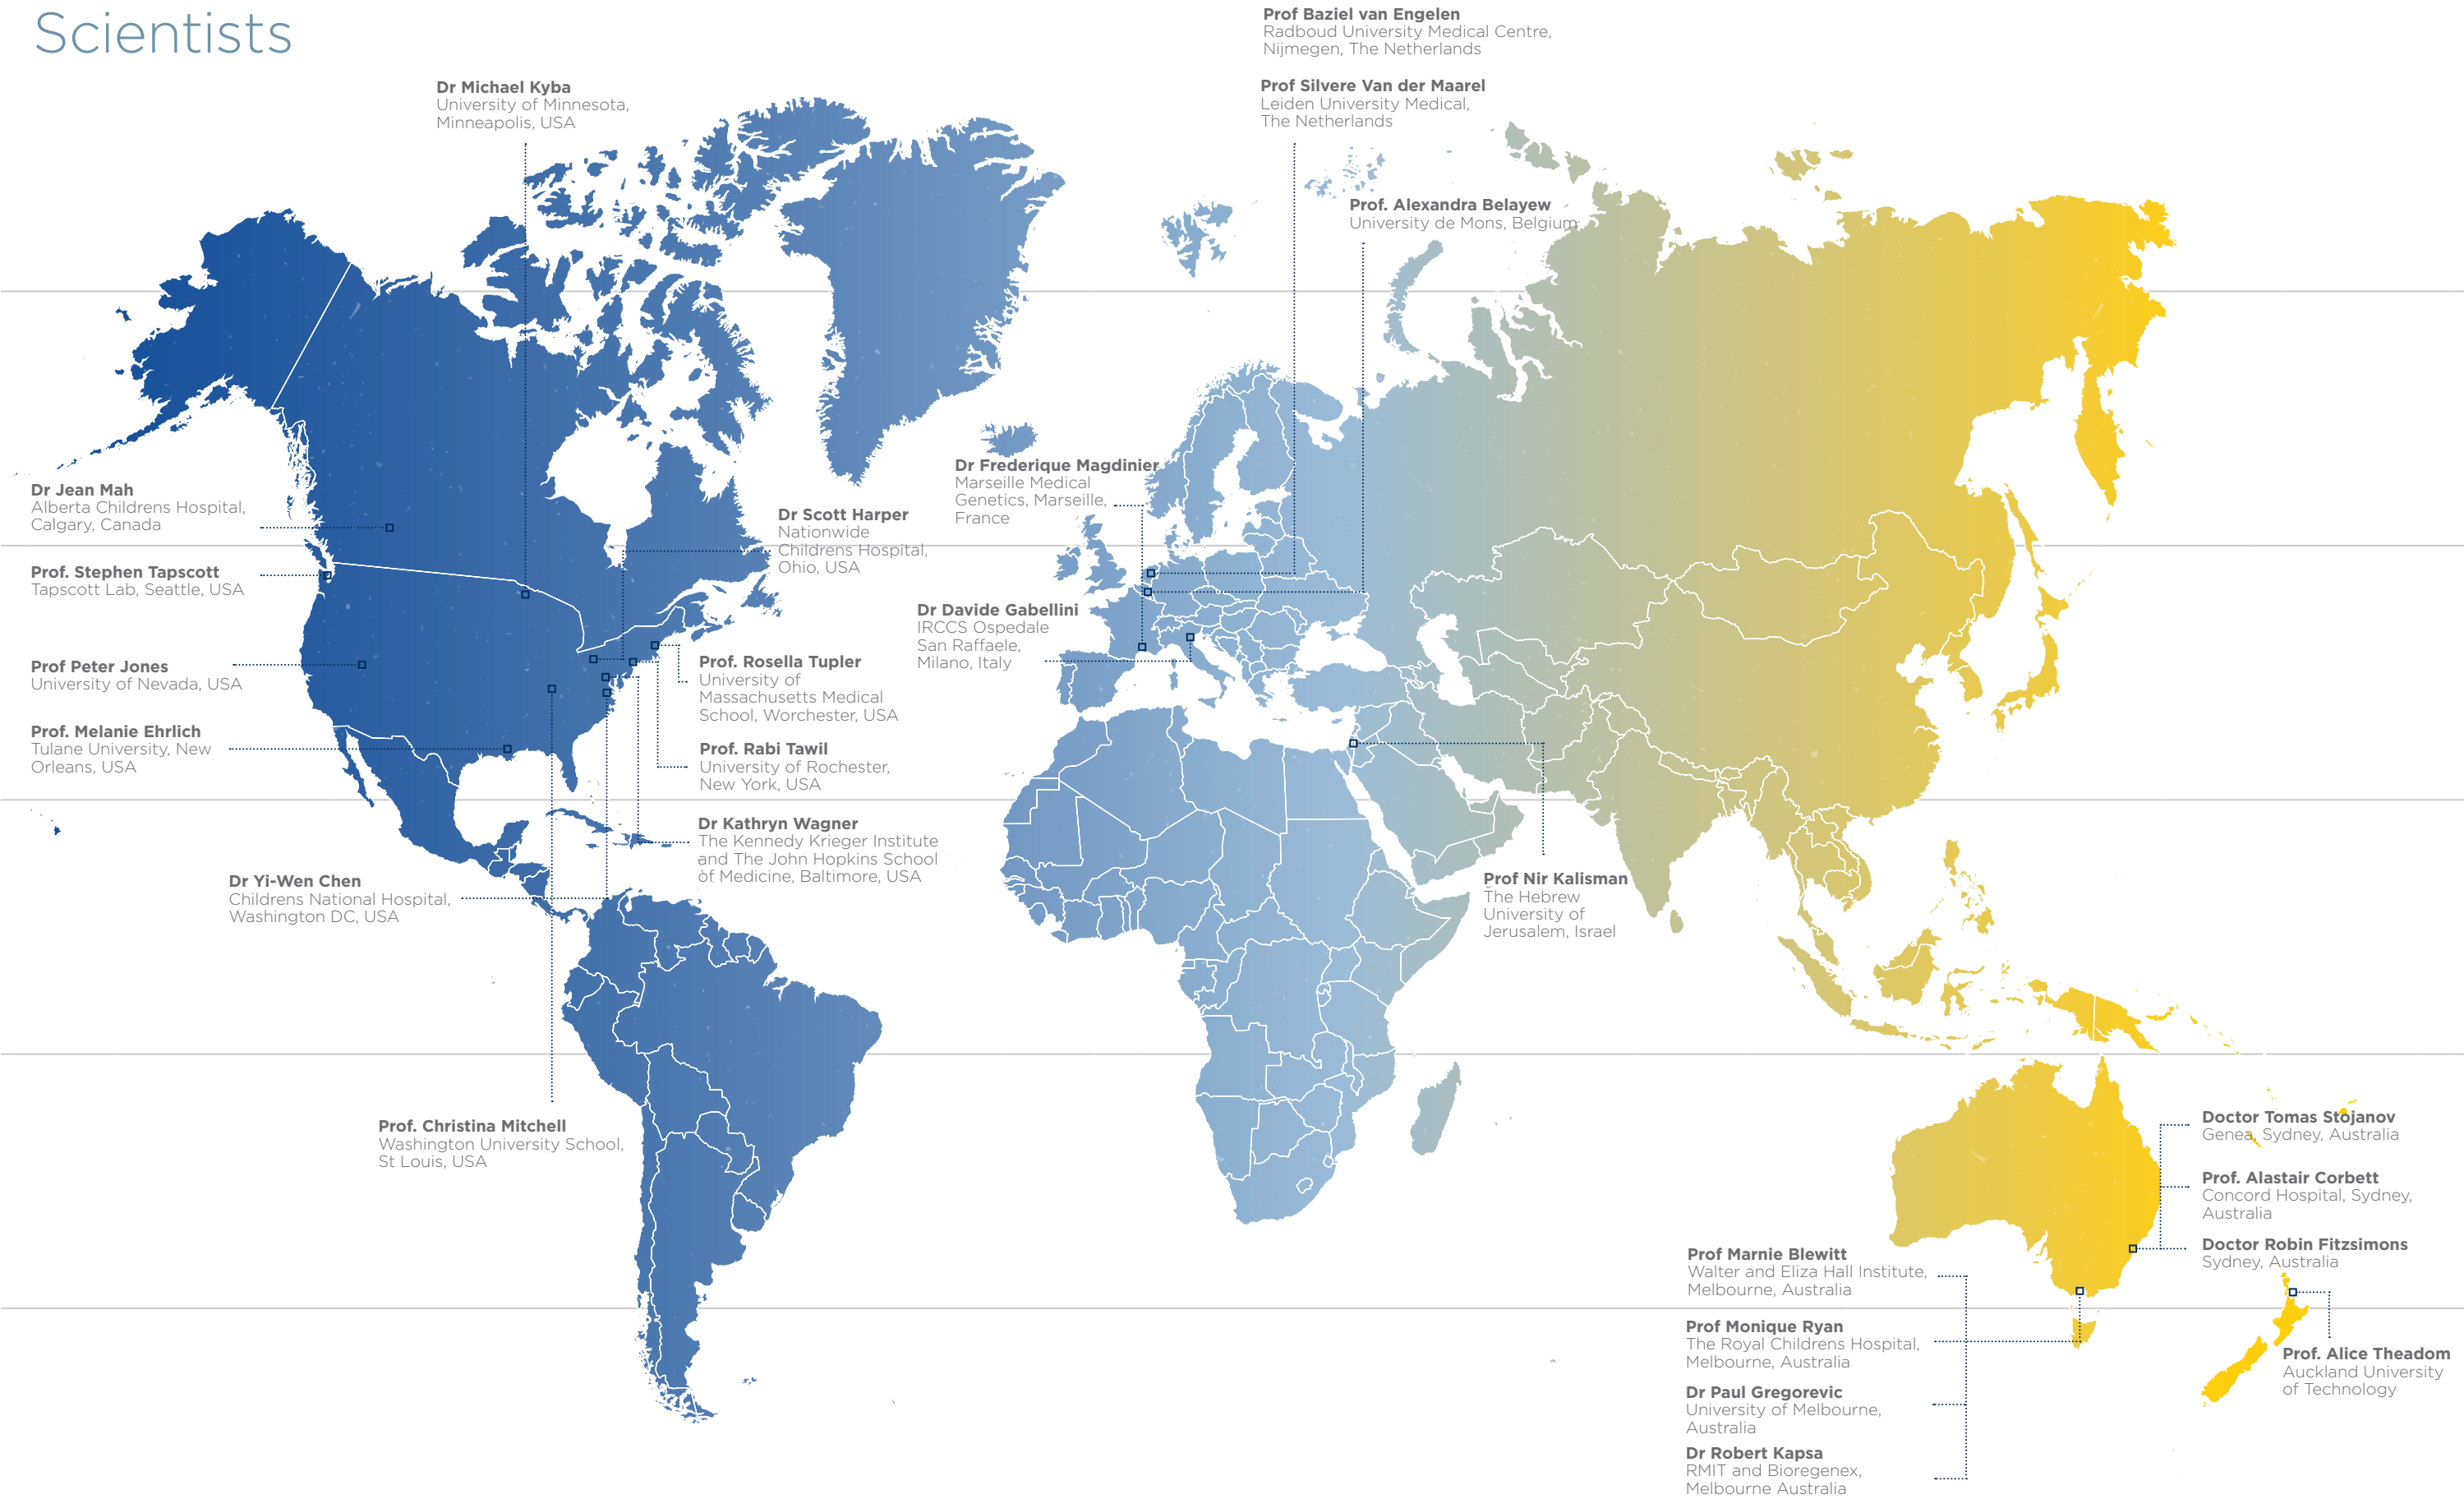 Scientists
Prof Baziel van Engelen
Radboud University Medical Centre,
Nijmegen, The Netherlands
Prof Silvere Van der Maarel
Leiden University Medical,
The Netherlands
Dr Michael Kyba
University of Minnesota,
Minneapolis, USA
Prof. Alexandra Belayew
University de Mons, Belgium
Dr Frederique Magdinier
Marseille Medical
Genetics, Marseille,
France
Dr Jean Mah
Alberta Childrens Hospital,
Calgary, Canada
Dr Scott Harper
Nationwide
Childrens Hospital,
Ohio, USA
Prof. Stephen Tapscott
Tapscott Lab, Seattle, USA
Dr Davide Gabellini
IRCCS Ospedale
San Raffaele,
Milano, Italy
Prof Peter Jones
University of Nevada, USA
Prof. Rosella Tupler
University of
Massachusetts Medical
School, Worchester, USA
Prof. Melanie Ehrlich
Tulane University, New
Orleans, USA
Prof. Rabi Tawil
University of Rochester,
New York, USA
Dr Kathryn Wagner
The Kennedy Krieger Institute
and The John Hopkins School
of Medicine, Baltimore, USA
Dr Yi-Wen Chen
Childrens National Hospital,
Washington DC, USA
Prof Nir Kalisman
The Hebrew
University of
Jerusalem, Israel
Prof. Christina Mitchell
Washington University School,
St Louis, USA
Doctor Tomas Stojanov
Genea, Sydney, Australia
Prof. Alastair Corbett
Concord Hospital, Sydney,
Australia
Doctor Robin Fitzsimons
Sydney, Australia
Prof Marnie Blewitt
Walter and Eliza Hall Institute,
Melbourne, Australia
Prof Monique Ryan
The Royal Childrens Hospital,
Melbourne, Australia
Prof. Alice Theadom
Auckland University
of Technology
Dr Paul Gregorevic
University of Melbourne,
Australia
Dr Robert Kapsa
RMIT and Bioregenex,
Melbourne Australia